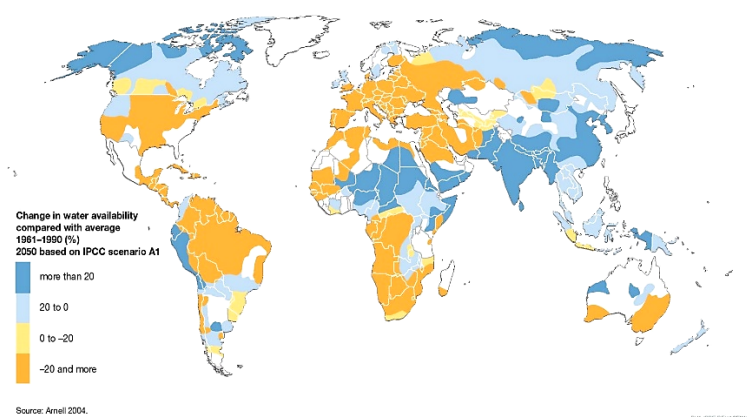 Change in water availability
compared with average
1961–1990 (%)
2050 based on IPCC scenario A1
more than 20
20 to 0
0 to –20
–20 and more
Source: Arnell 2004.